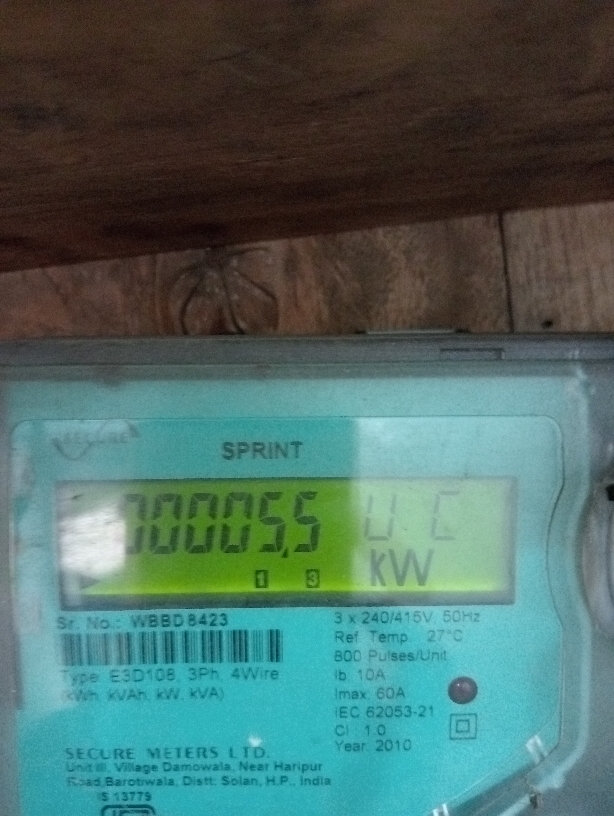 SECURE
SPRINT
00005.5 U C
1 3 kW
Sr. No.: WBBD8423
Type: E3D108, 3Ph, 4Wire
(kWh, kVAh, kW, kVA)
3 x 240/415V, 50Hz
Ref. Temp. 27°C
800 Pulses/Unit
Ib 10A
Imax. 60A
IEC 62053-21
Cl 1.0
Year. 2010
SECURE METERS LTD.
Unit III, Village Damowala, Near Haripur
Road,Barotiwala, Distt: Solan, H.P., India
IS 13779